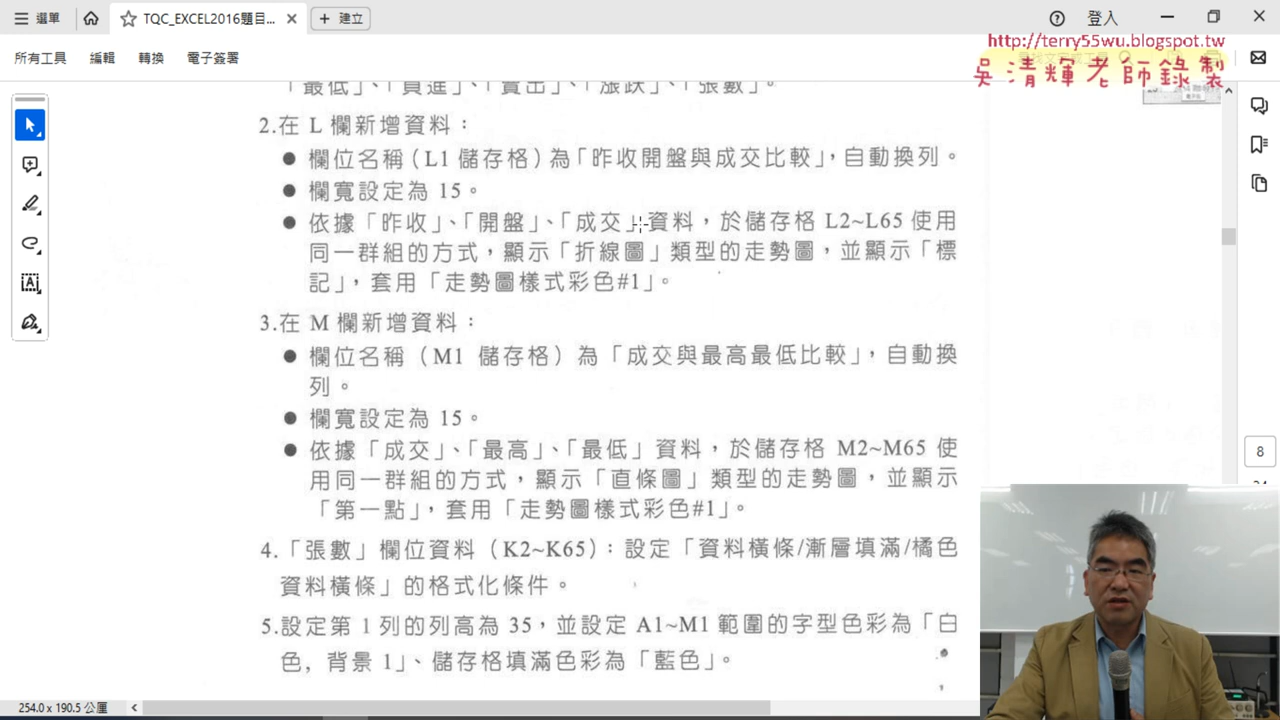 選單
TQC_EXCEL2016題目...
建立
登入
http://terry55wu.blogspot.tw
吳清輝老師錄製
所有工具
編輯
轉換
電子簽署
「最低」、「買進」、「賣出」、「漲跌」、「張數」。
2.在 L 欄新增資料：
● 欄位名稱（L1 儲存格）為「昨收開盤與成交比較」，自動換列。
● 欄寬設定為 15。
● 依據「昨收」、「開盤」、「成交」資料，於儲存格 L2~L65 使用
同一群組的方式，顯示「折線圖」類型的走勢圖，並顯示「標
記」，套用「走勢圖樣式彩色#1」。
3.在 M 欄新增資料：
● 欄位名稱（M1 儲存格）為「成交與最高最低比較」，自動換
列。
● 欄寬設定為 15。
● 依據「成交」、「最高」、「最低」資料，於儲存格 M2~M65 使
用同一群組的方式，顯示「直條圖」類型的走勢圖，並顯示
「第一點」，套用「走勢圖樣式彩色#1」。
4.「張數」欄位資料（K2~K65）：設定「資料橫條/漸層填滿/橘色
資料橫條」的格式化條件。
5.設定第 1 列的列高為 35，並設定 A1~M1 範圍的字型色彩為「白
色, 背景 1」、儲存格填滿色彩為「藍色」。
8
254.0 x 190.5 公厘